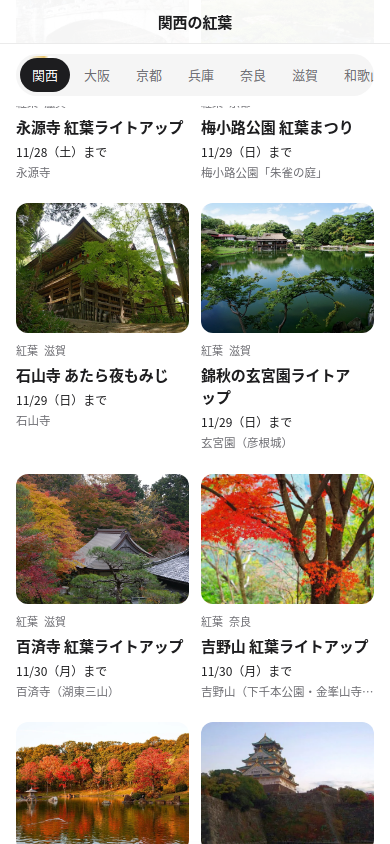 関西の紅葉
関西
大阪
京都
兵庫
奈良
滋賀
永源寺 紅葉ライトアップ
11/28（土）まで
永源寺
梅小路公園 紅葉まつり
11/29（日）まで
梅小路公園「朱雀の庭」
紅葉 滋賀
石山寺 あたら夜もみじ
11/29（日）まで
石山寺
紅葉 滋賀
錦秋の玄宮園ライトア
ップ
11/29（日）まで
玄宮園（彦根城）
紅葉 滋賀
百済寺 紅葉ライトアップ
11/30（月）まで
百済寺（湖東三山）
紅葉 奈良
吉野山 紅葉ライトアップ
11/30（月）まで
吉野山（下千本公園・金峯山寺…